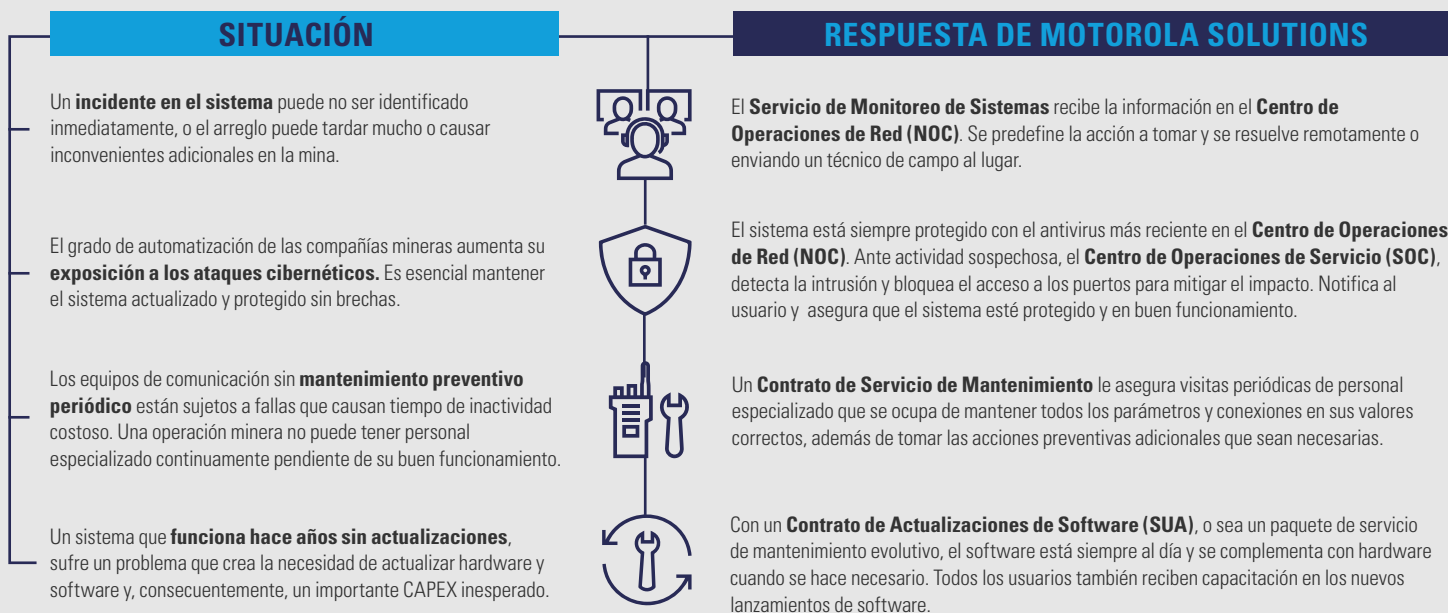 SITUACIÓN
Un incidente en el sistema puede no ser identificado
inmediatamente, o el arreglo puede tardar mucho o causar
inconvenientes adicionales en la mina.
El grado de automatización de las compañías mineras aumenta su
exposición a los ataques cibernéticos. Es esencial mantener
el sistema actualizado y protegido sin brechas.
Los equipos de comunicación sin mantenimiento preventivo
periódico están sujetos a fallas que causan tiempo de inactividad
costoso. Una operación minera no puede tener personal
especializado continuamente pendiente de su buen funcionamiento.
Un sistema que funciona hace años sin actualizaciones,
sufre un problema que crea la necesidad de actualizar hardware y
software y, consecuentemente, un importante CAPEX inesperado.
RESPUESTA DE MOTOROLA SOLUTIONS
El Servicio de Monitoreo de Sistemas recibe la información en el Centro de
Operaciones de Red (NOC). Se predefine la acción a tomar y se resuelve remotamente o
enviando un técnico de campo al lugar.
El sistema está siempre protegido con el antivirus más reciente en el Centro de Operaciones
de Red (NOC). Ante actividad sospechosa, el Centro de Operaciones de Servicio (SOC),
detecta la intrusión y bloquea el acceso a los puertos para mitigar el impacto. Notifica al
usuario y asegura que el sistema esté protegido y en buen funcionamiento.
Un Contrato de Servicio de Mantenimiento le asegura visitas periódicas de personal
especializado que se ocupa de mantener todos los parámetros y conexiones en sus valores
correctos, además de tomar las acciones preventivas adicionales que sean necesarias.
Con un Contrato de Actualizaciones de Software (SUA), o sea un paquete de servicio
de mantenimiento evolutivo, el software está siempre al día y se complementa con hardware
cuando se hace necesario. Todos los usuarios también reciben capacitación en los nuevos
lanzamientos de software.